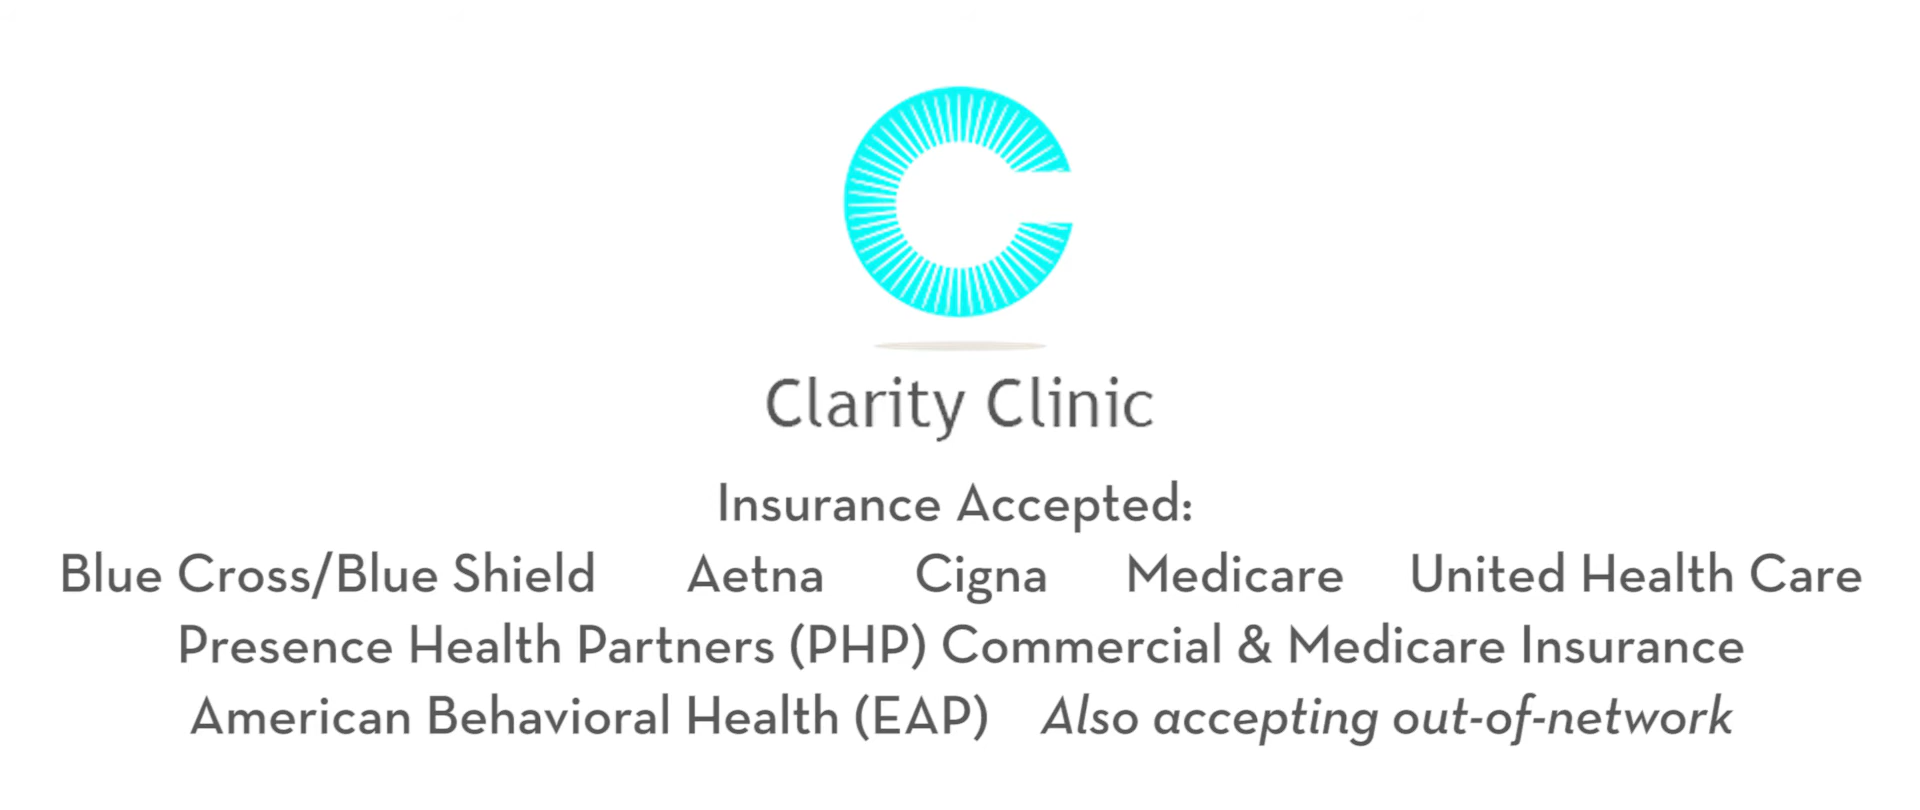 Clarity Clinic
Insurance Accepted:
Blue Cross/Blue Shield Aetna Cigna Medicare United Health Care
Presence Health Partners (PHP) Commercial & Medicare Insurance
American Behavioral Health (EAP) Also accepting out-of-network